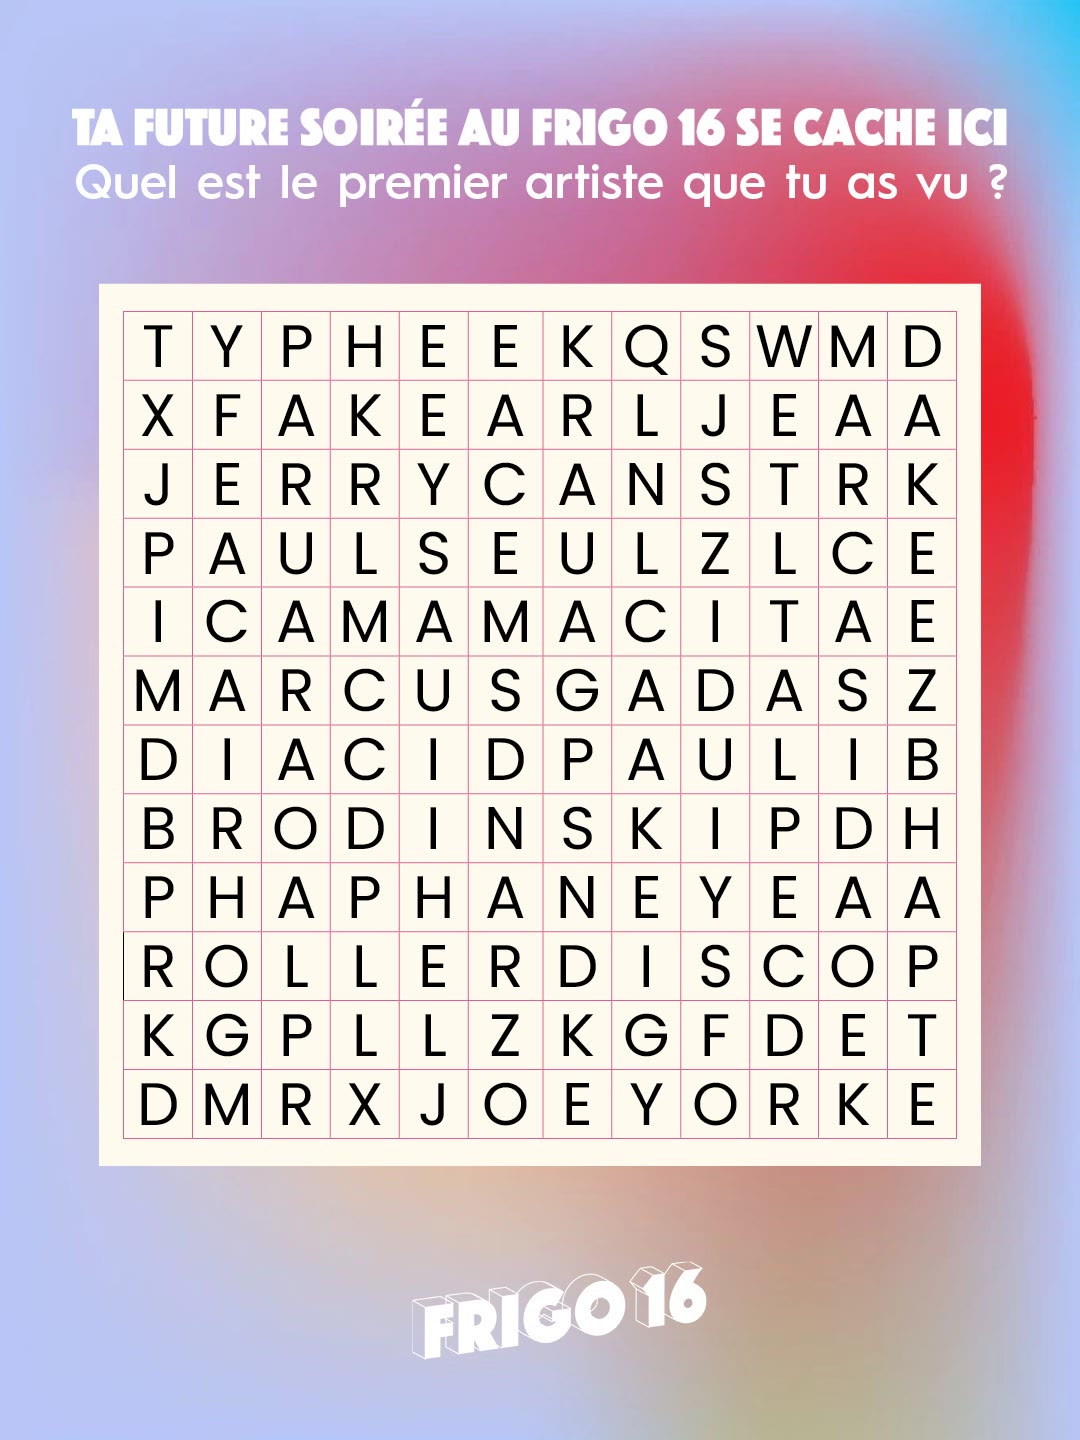 TA FUTURE SOIRÉE AU FRIGO 16 SE CACHE ICI
Quel est le premier artiste que tu as vu ?
T Y P H E E K Q S W M D
X F A K E A R L J E A A
J E R R Y C A N S T R K
P A U L S E U L Z L C E
I C A M A M A C I T A E
M A R C U S G A D A S Z
D I A C I D P A U L I B
B R O D I N S K I P D H
P H A P H A N E Y E A A
R O L L E R D I S C O P
K G P L L Z K G F D E T
D M R X J O E Y O R K E
FRIGO 16